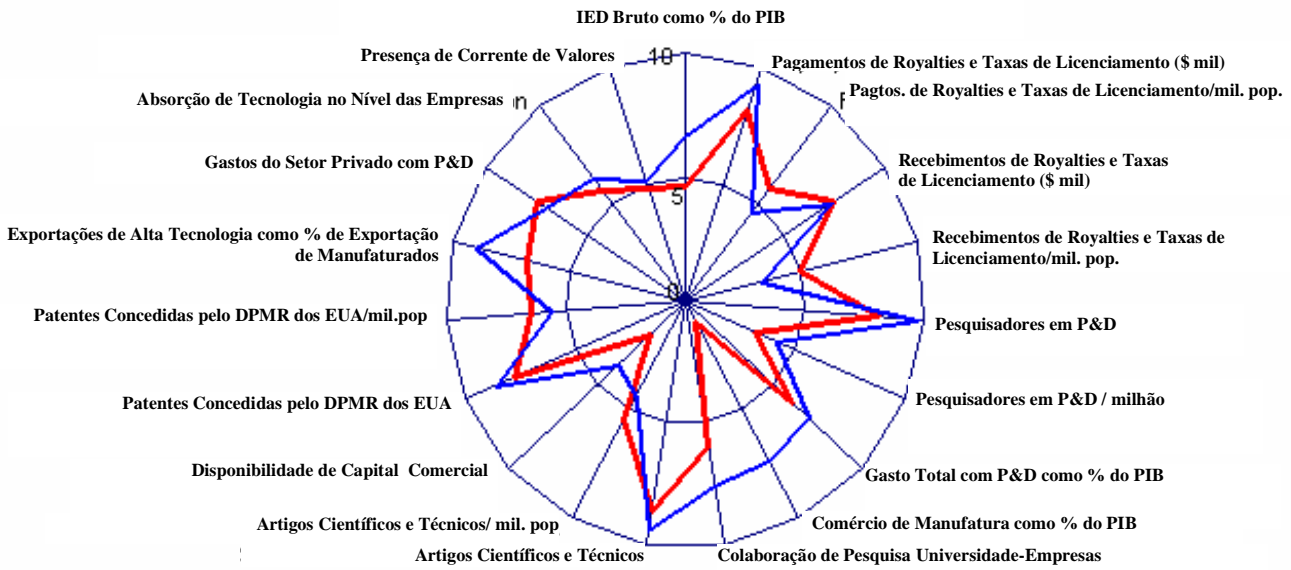 IED Bruto como % do PIB
Presença de Corrente de Valores
10
Pagamentos de Royalties e Taxas de Licenciamento ($ mil)
Absorção de Tecnologia no Nível das Empresas
Pagtos. de Royalties e Taxas de Licenciamento/mil. pop.
Gastos do Setor Privado com P&D
Recebimentos de Royalties e Taxas
de Licenciamento ($ mil)
5
Exportações de Alta Tecnologia como % de Exportação
de Manufaturados
Recebimentos de Royalties e Taxas de
Licenciamento/mil. pop.
0
Patentes Concedidas pelo DPMR dos EUA/mil.pop
Pesquisadores em P&D
Patentes Concedidas pelo DPMR dos EUA
Pesquisadores em P&D / milhão
Disponibilidade de Capital Comercial
Gasto Total com P&D como % do PIB
Artigos Científicos e Técnicos/ mil. pop
Comércio de Manufatura como % do PIB
Artigos Científicos e Técnicos
Colaboração de Pesquisa Universidade-Empresas